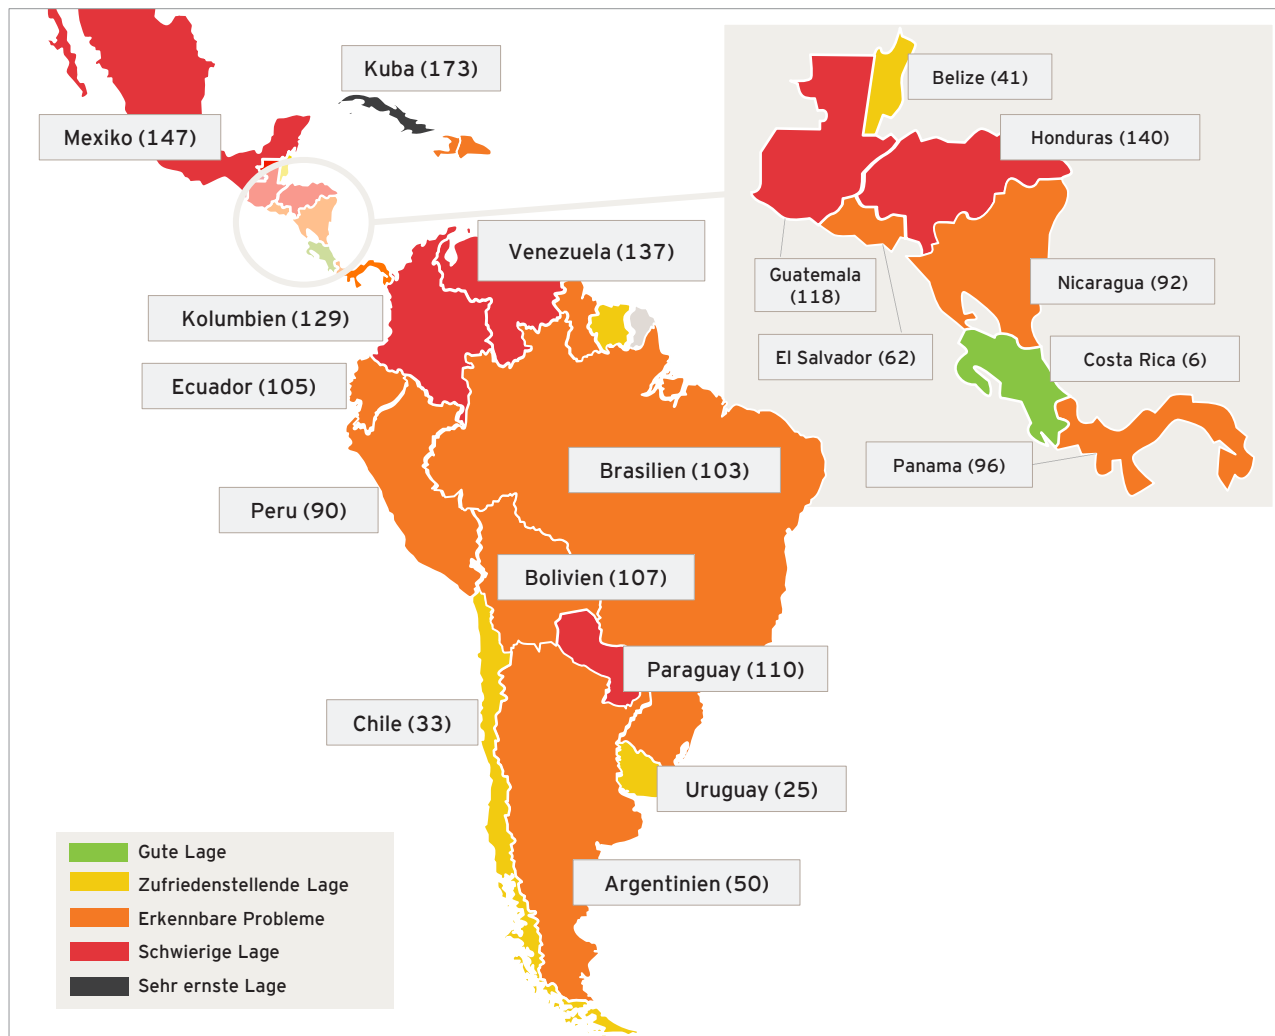 Kuba (173)
Mexiko (147)
Venezuela (137)
Kolumbien (129)
Ecuador (105)
Brasilien (103)
Peru (90)
Bolivien (107)
Paraguay (110)
Chile (33)
Uruguay (25)
Argentinien (50)
Belize (41)
Honduras (140)
Guatemala
(118)
Nicaragua (92)
El Salvador (62)
Costa Rica (6)
Panama (96)
Gute Lage
Zufriedenstellende Lage
Erkennbare Probleme
Schwierige Lage
Sehr ernste Lage